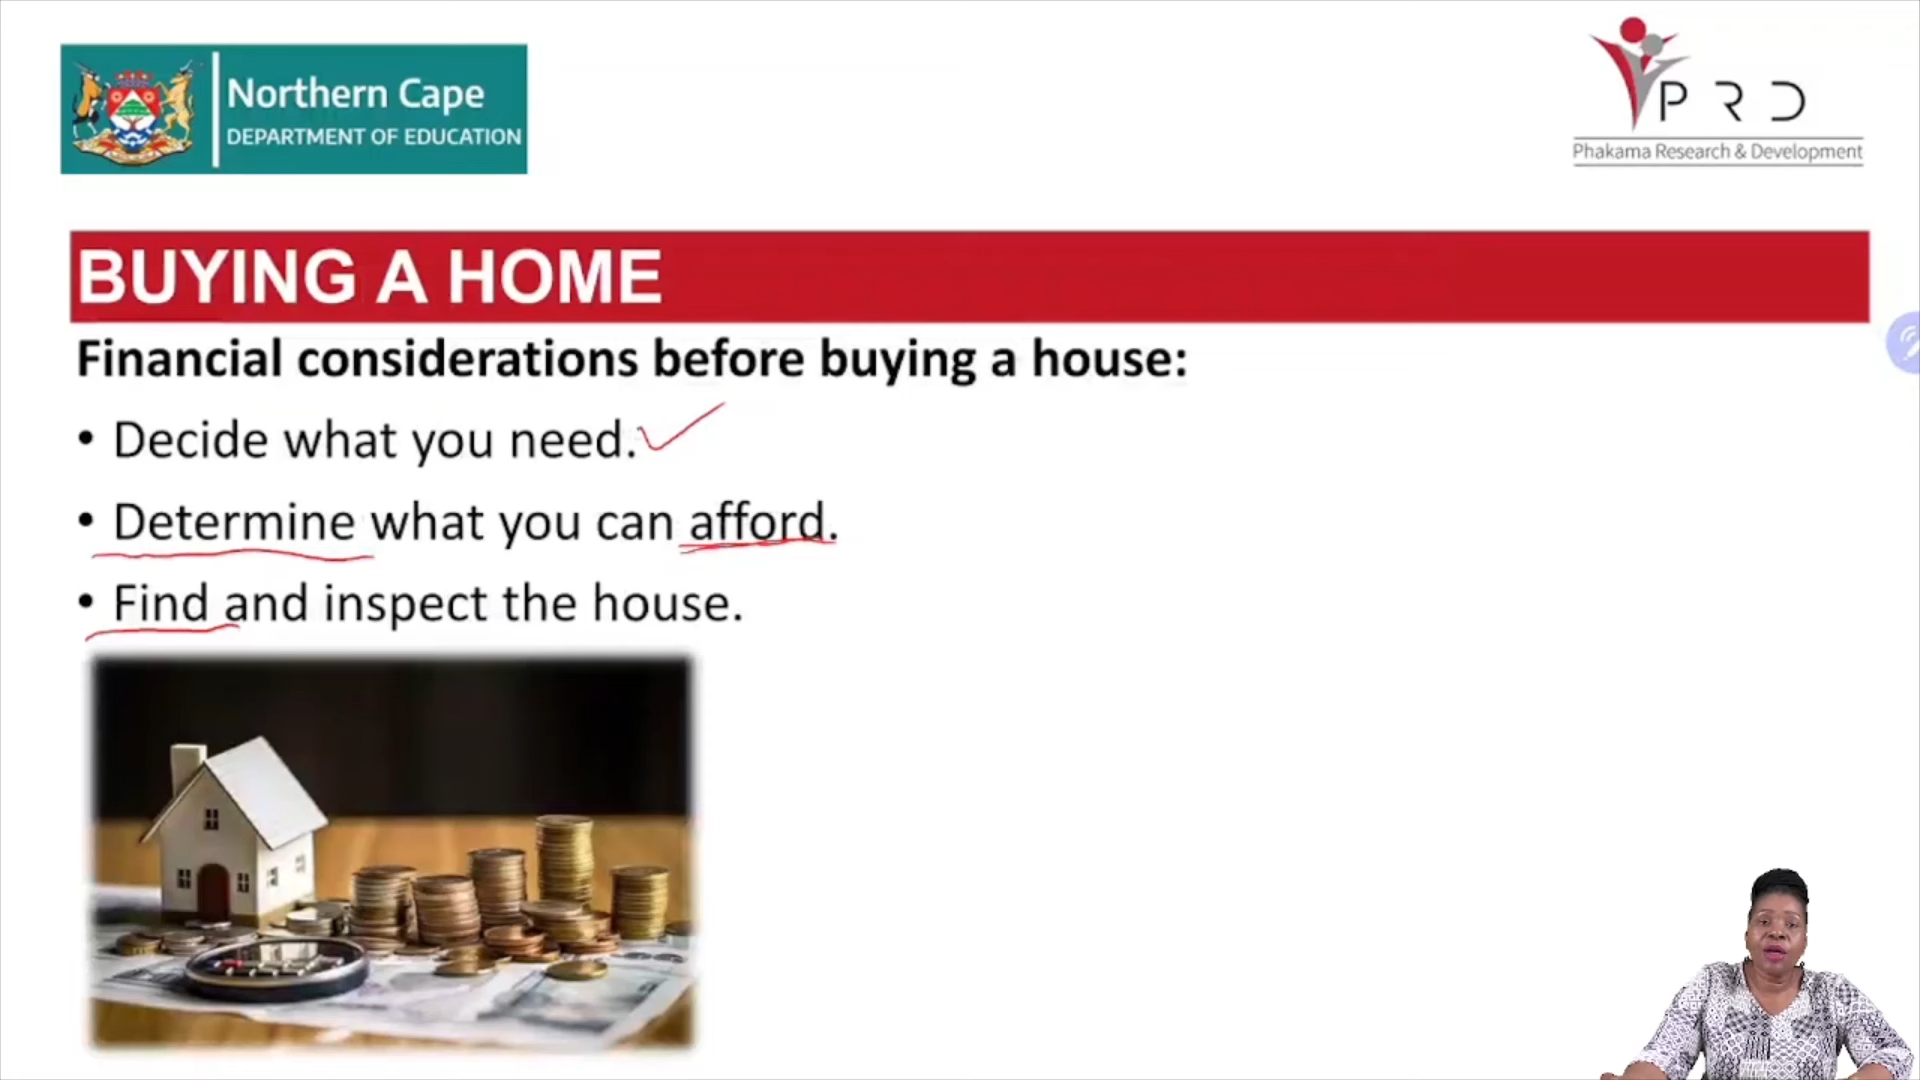 Northern Cape
DEPARTMENT OF EDUCATION
PRD
Phakama Research & Development
BUYING A HOME
Financial considerations before buying a house:
• Decide what you need.
• Determine what you can afford.
• Find and inspect the house.